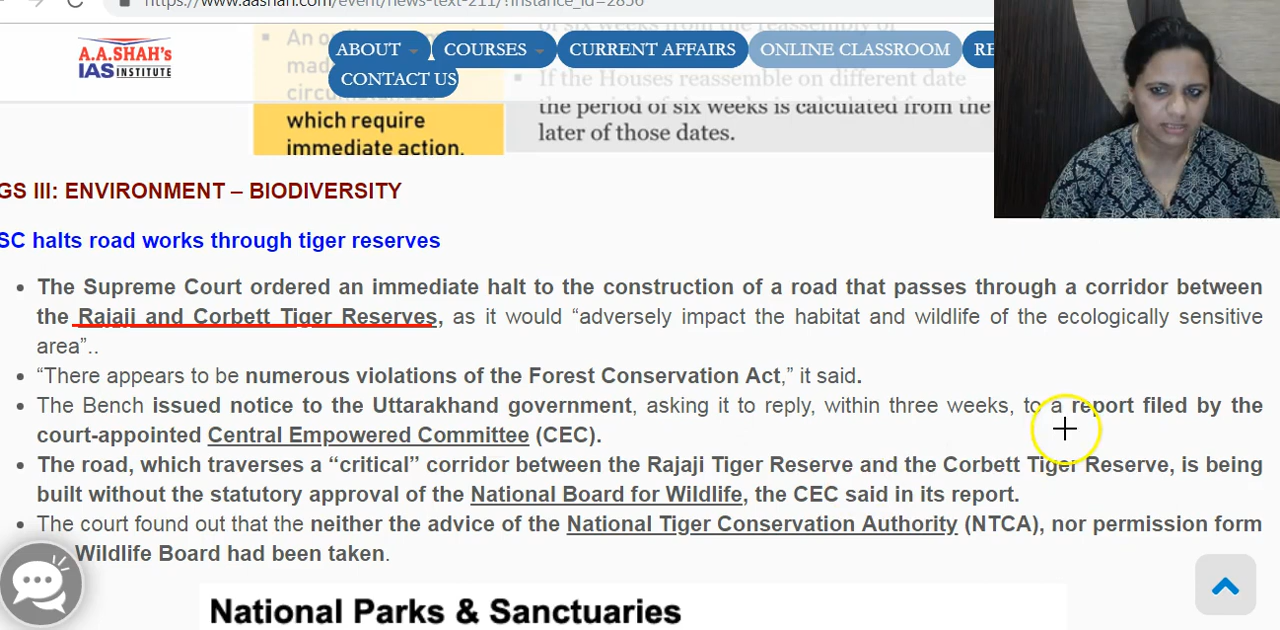 https://www.aashah.com/event/news-text-211/?instance_id=2856
A.A.SHAH's
IAS INSTITUTE
ABOUT
COURSES
CURRENT AFFAIRS
ONLINE CLASSROOM
RE
CONTACT US
of six weeks from the reassembly of
mad
circumstances
which require
immediate action.
If the Houses reassemble on different date
the period of six weeks is calculated from the
later of those dates.
GS III: ENVIRONMENT – BIODIVERSITY
SC halts road works through tiger reserves
• The Supreme Court ordered an immediate halt to the construction of a road that passes through a corridor between
the Rajaji and Corbett Tiger Reserves, as it would “adversely impact the habitat and wildlife of the ecologically sensitive
area”..
• “There appears to be numerous violations of the Forest Conservation Act,” it said.
• The Bench issued notice to the Uttarakhand government, asking it to reply, within three weeks, to a report filed by the
court-appointed Central Empowered Committee (CEC).
• The road, which traverses a “critical” corridor between the Rajaji Tiger Reserve and the Corbett Tiger Reserve, is being
built without the statutory approval of the National Board for Wildlife, the CEC said in its report.
• The court found out that the neither the advice of the National Tiger Conservation Authority (NTCA), nor permission form
Wildlife Board had been taken.
National Parks & Sanctuaries